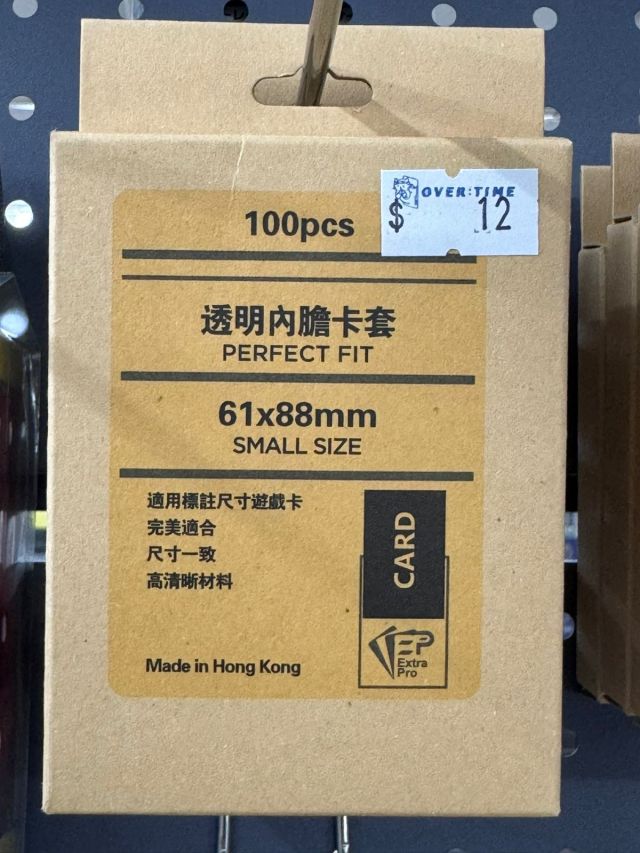 OVER:TIME
$ 12
100pcs
透明內膽卡套
PERFECT FIT
61x88mm
SMALL SIZE
適用標註尺寸遊戲卡
完美適合
尺寸一致
高清晰材料
CARD
EP
Extra
Pro
Made in Hong Kong